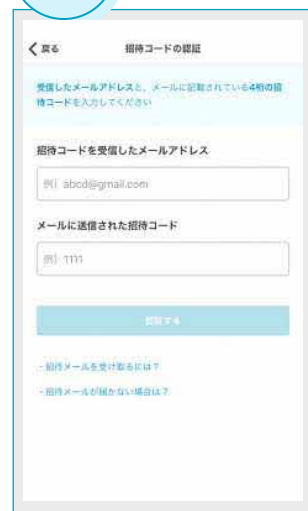 戻る 招待コードの認証
受信したメールアドレスと、メールに記載されている4桁の招
待コードを入力してください
招待コードを受信したメールアドレス
例）abcd@gmail.com
メールに送信された招待コード
例）1111
認証する
- 招待メールを受け取るには？
- 招待メールが届かない場合は？